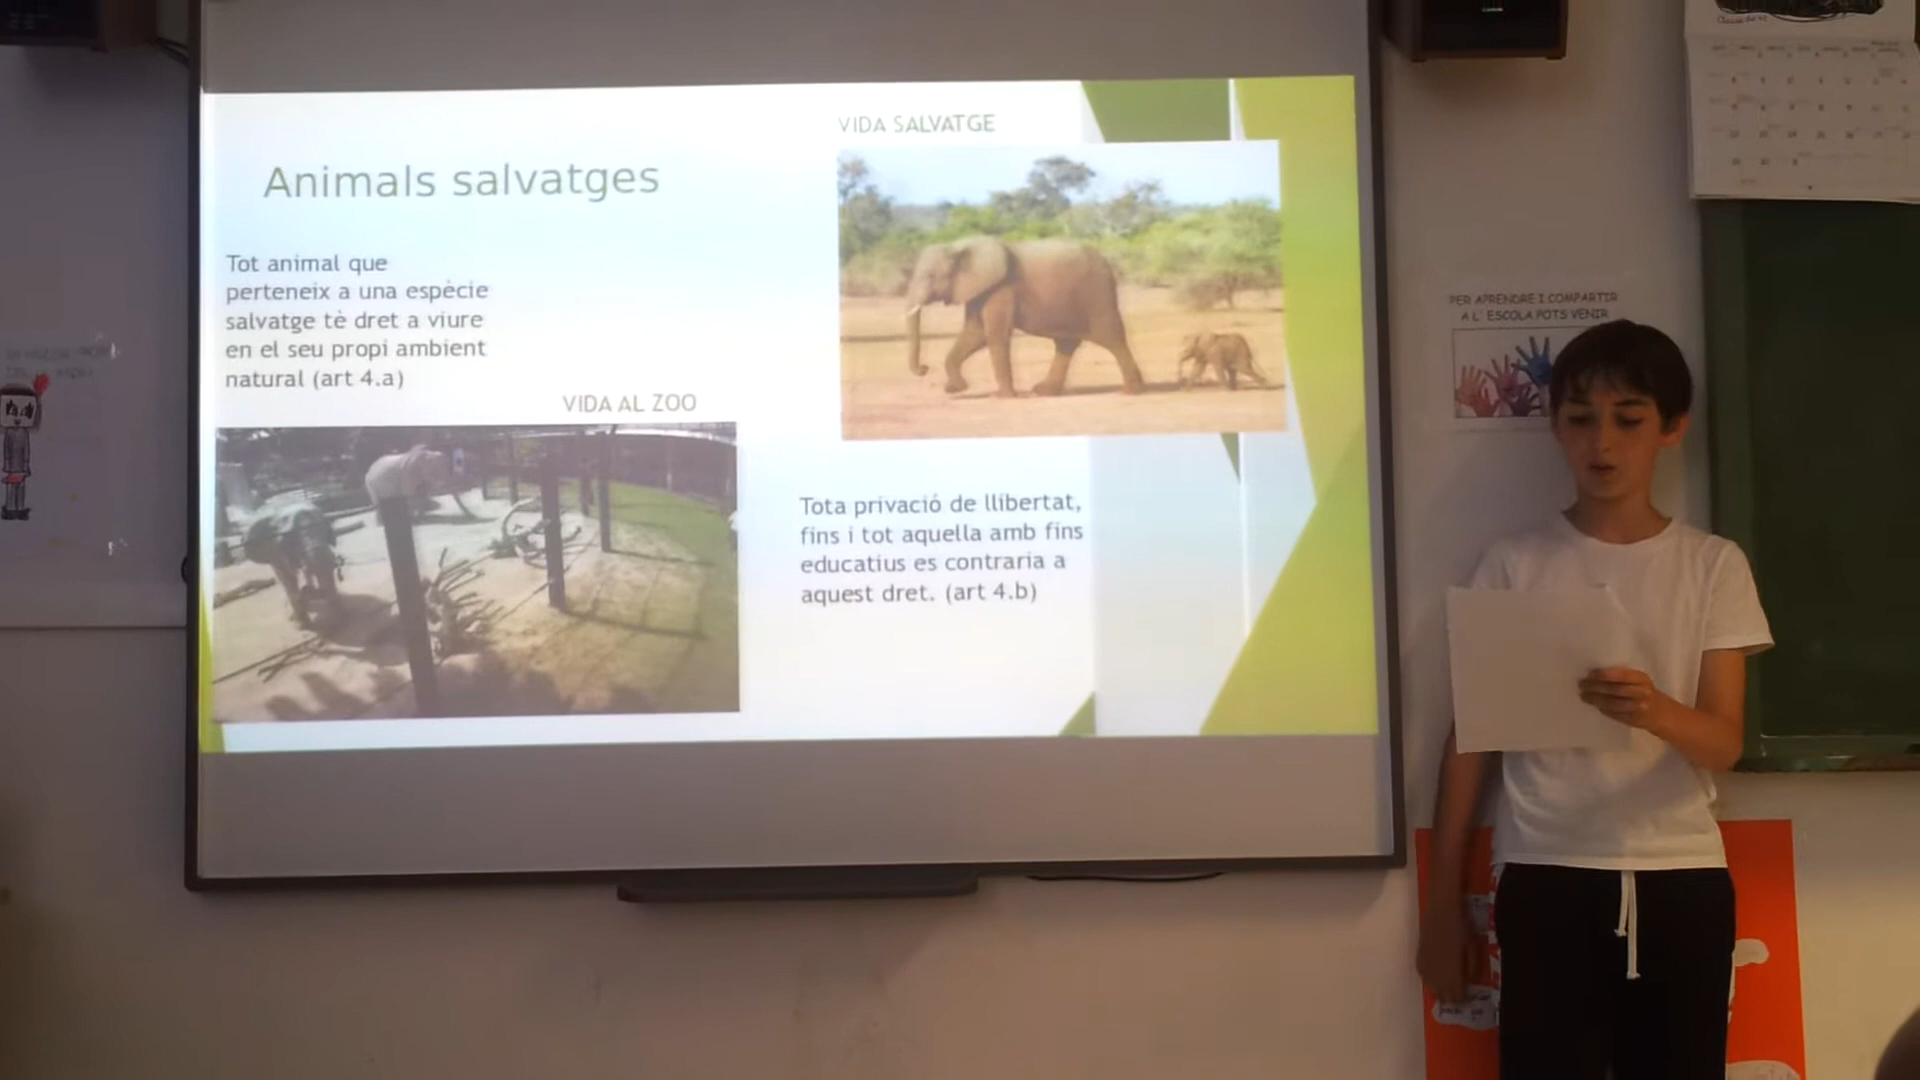 VIDA SALVATGE
Animals salvatges
Tot animal que
perteneix a una espècie
salvatge tè dret a viure
en el seu propi ambient
natural (art 4.a)
VIDA AL ZOO
Tota privació de llibertat,
fins i tot aquella amb fins
educatius es contraria a
aquest dret. (art 4.b)
PER APRENDRE I COMPARTIR
A L' ESCOLA POTS VENIR